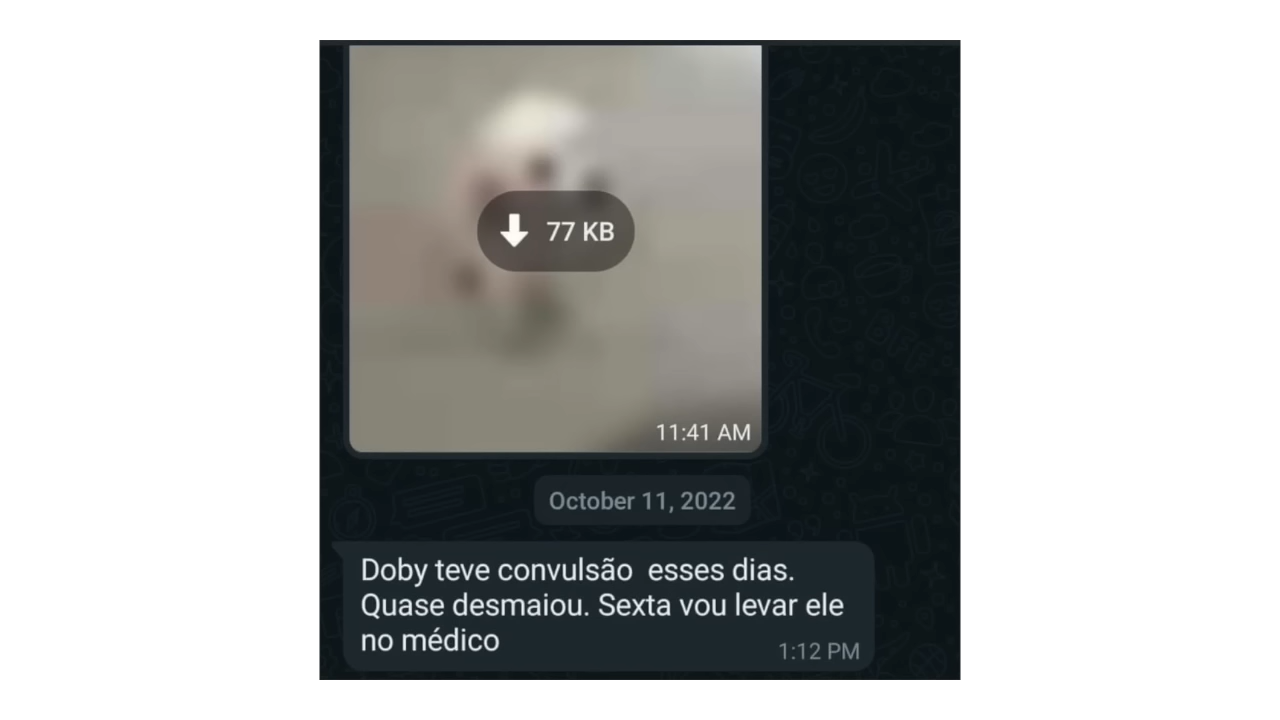 77 KB
11:41 AM
October 11, 2022
Doby teve convulsão  esses dias.
Quase desmaiou. Sexta vou levar ele
no médico
1:12 PM